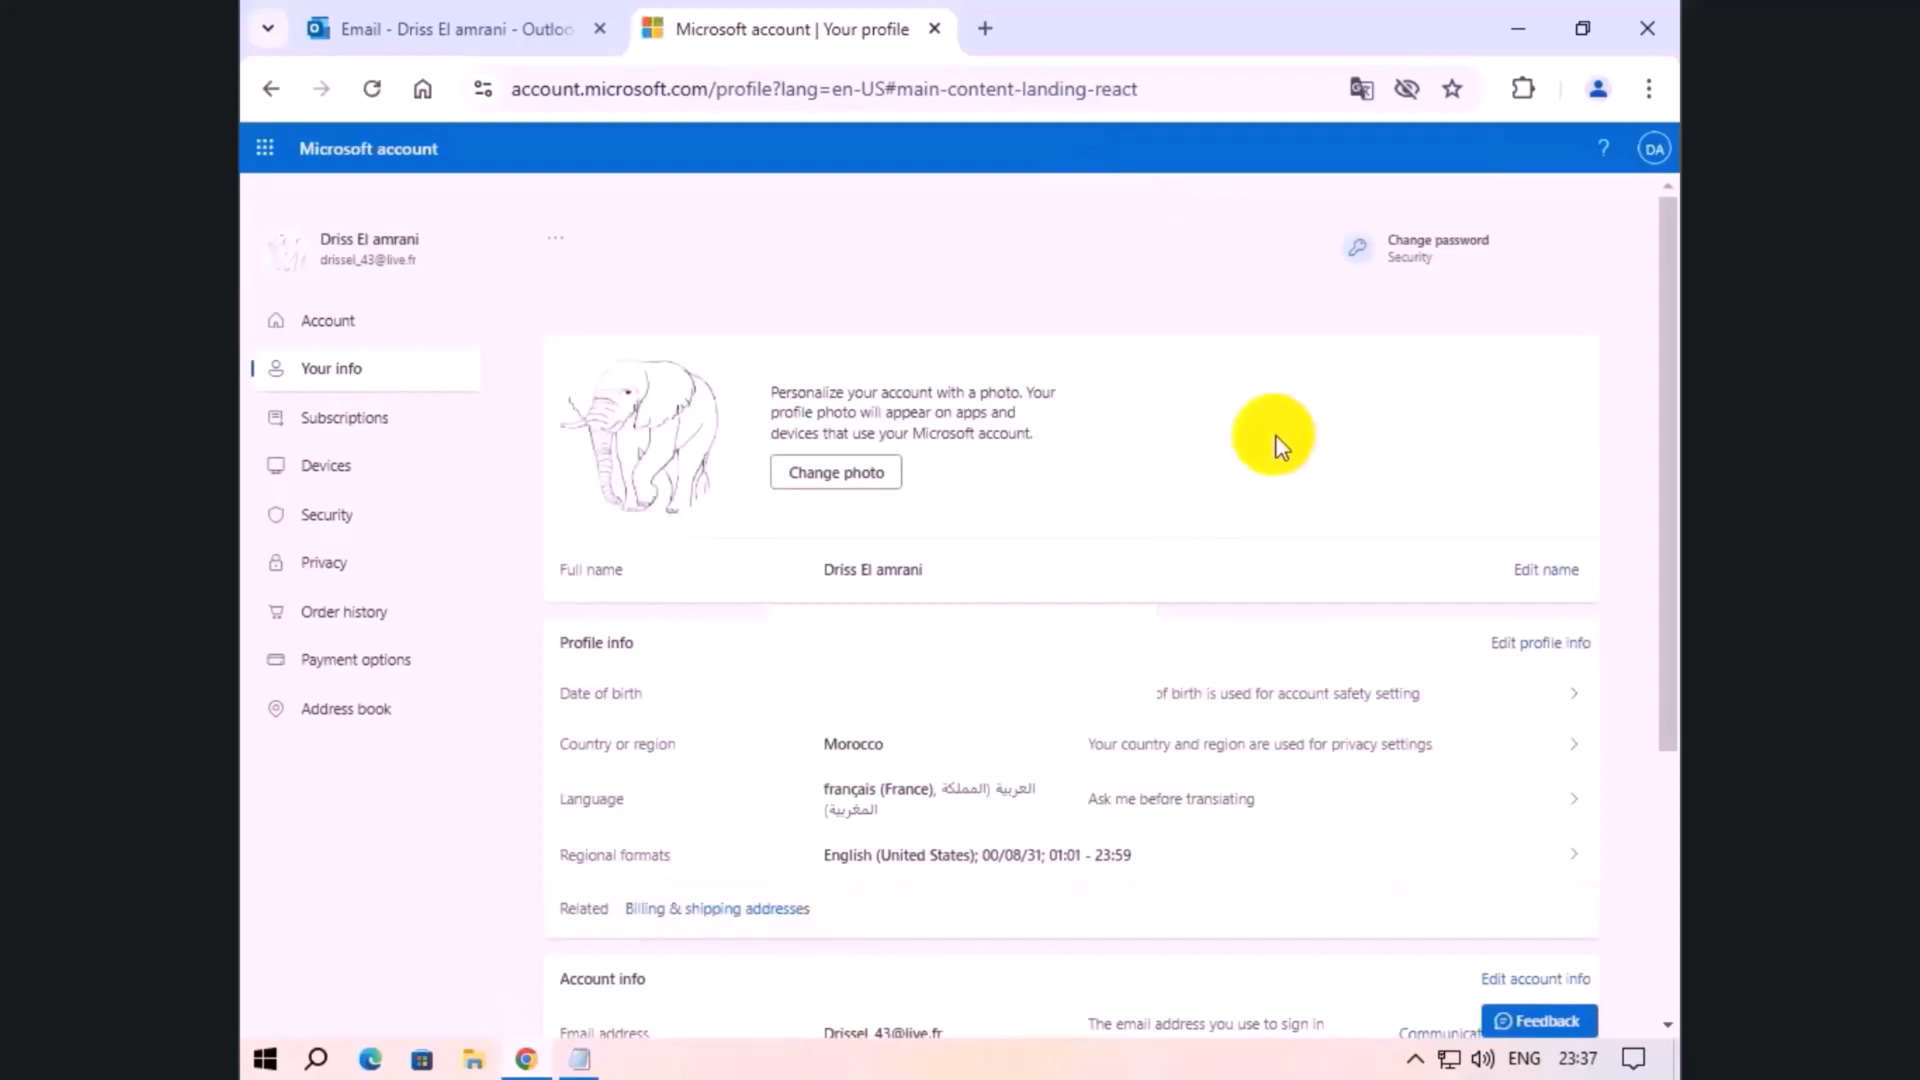 Email - Driss El amrani - Outloo
Microsoft account | Your profile
account.microsoft.com/profile?lang=en-US#main-content-landing-react
Microsoft account
?
DA
Driss El amrani
drissel_43@live.fr
...
Change password
Security
Account
Your info
Subscriptions
Devices
Security
Privacy
Order history
Payment options
Address book
Personalize your account with a photo. Your
profile photo will appear on apps and
devices that use your Microsoft account.
Change photo
Full name
Driss El amrani
Edit name
Profile info
Edit profile info
Date of birth
of birth is used for account safety setting
Country or region
Morocco
Your country and region are used for privacy settings
Language
français (France), العربية (المملكة
المغربية)
Ask me before translating
Regional formats
English (United States); 00/08/31; 01:01 - 23:59
Related
Billing & shipping addresses
Account info
Edit account info
Email address
Drissel_43@live.fr
The email address you use to sign in
Communicat
Feedback
ENG
23:37